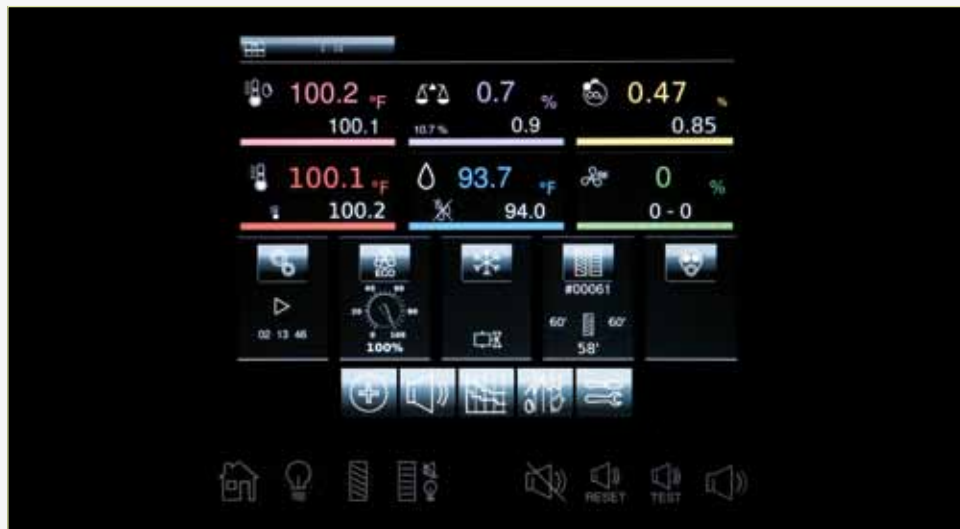 100.2 °F 0.7 % 0.47 %
100.1 10.7 % 0.9 0.85
100.1 °F 93.7 °F 0 %
100.2 94.0 0 - 0
ECO
#00061
02 13 46
60' 60'
100% 58'
RESET TEST